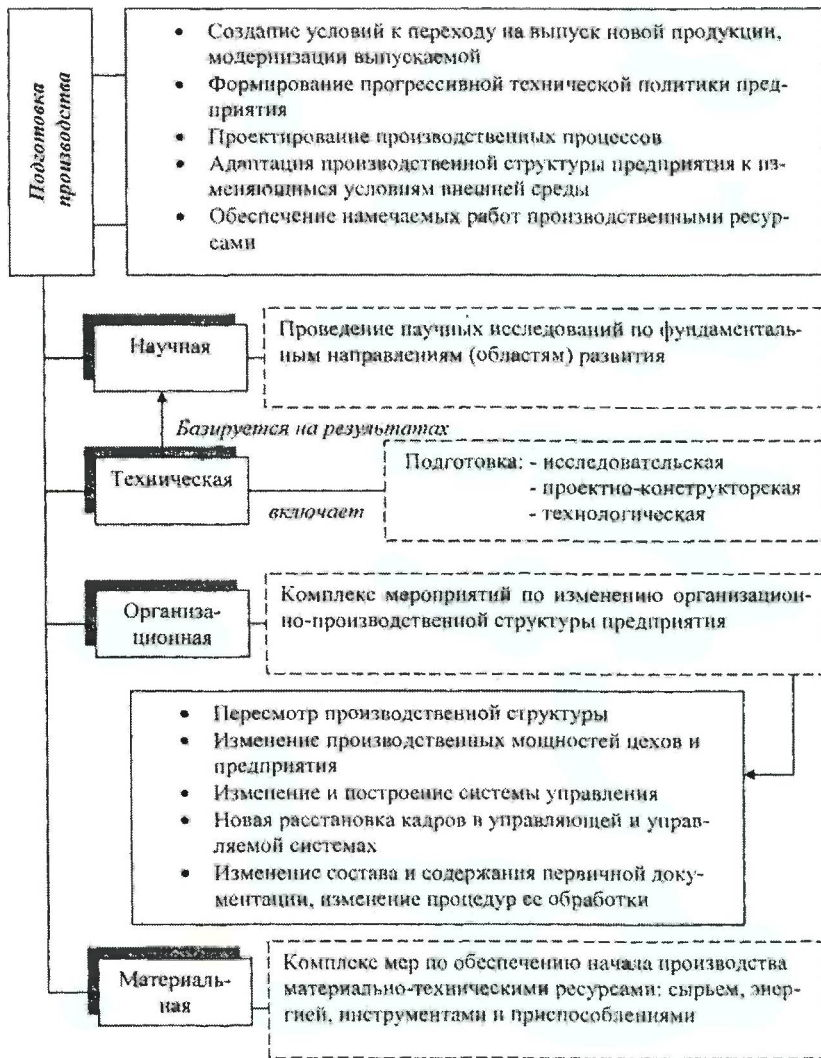 Подготовка
производства
• Создание условий к переходу на выпуск новой продукции,
модернизации выпускаемой
• Формирование прогрессивной технической политики пред-
приятия
• Проектирование производственных процессов
• Адаптация производственной структуры предприятия к из-
меняющимся условиям внешней среды
• Обеспечение намечаемых работ производственными ресур-
сами
Научная
Проведение научных исследований по фундаменталь-
ным направлениям (областям) развития
Базируется на результатах
Техническая
включает
Подготовка: - исследовательская
- проектно-конструкторская
- технологическая
Организа-
ционная
Комплекс мероприятий по изменению организацион-
но-производственной структуры предприятия
• Пересмотр производственной структуры
• Изменение производственных мощностей цехов и
предприятия
• Изменение и построение системы управления
• Новая расстановка кадров в управляющей и управ-
ляемой системах
• Изменение состава и содержания первичной доку-
ментации, изменение процедур ее обработки
Материаль-
ная
Комплекс мер по обеспечению начала производства
материально-техническими ресурсами: сырьем, энер-
гией, инструментами и приспособлениями